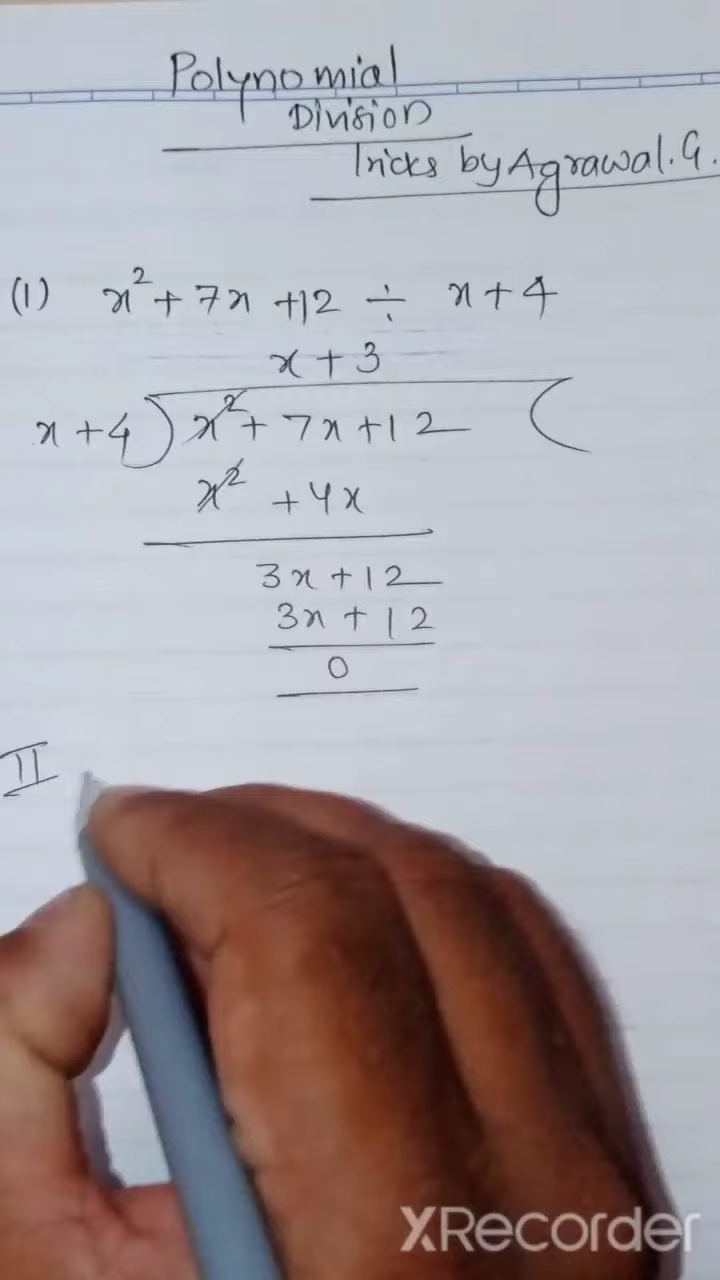 Polynomial
Division
Tricks by Agrawal.G.
(1) x²+7x+12 ÷ x+4
x+3
x+4)x²+7x+12(
x²+4x
3x+12
3x+12
0
II
XRecorder